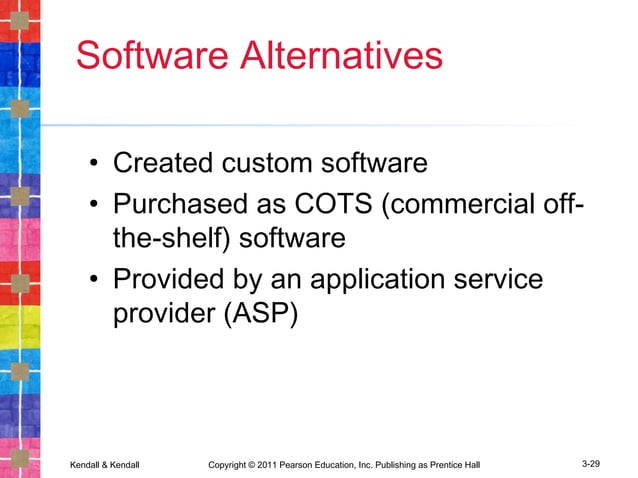 Software Alternatives
• Created custom software
• Purchased as COTS (commercial off-
the-shelf) software
• Provided by an application service
provider (ASP)
Kendall & Kendall
Copyright © 2011 Pearson Education, Inc. Publishing as Prentice Hall
3-29